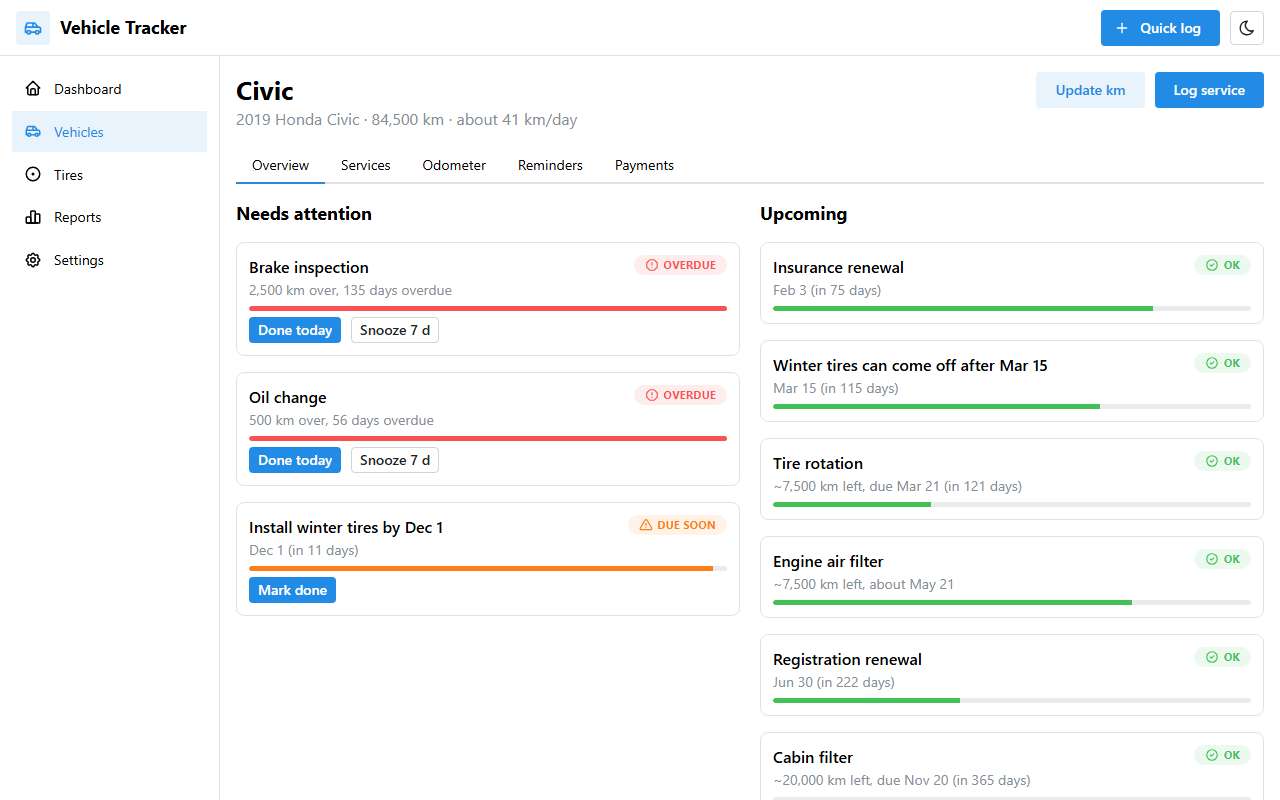 Vehicle Tracker
Quick log
Dashboard
Vehicles
Tires
Reports
Settings
Civic
2019 Honda Civic · 84,500 km · about 41 km/day
Update km
Log service
Overview
Services
Odometer
Reminders
Payments
Needs attention
Brake inspection
OVERDUE
2,500 km over, 135 days overdue
Done today
Snooze 7 d
Oil change
OVERDUE
500 km over, 56 days overdue
Done today
Snooze 7 d
Install winter tires by Dec 1
DUE SOON
Dec 1 (in 11 days)
Mark done
Upcoming
Insurance renewal
OK
Feb 3 (in 75 days)
Winter tires can come off after Mar 15
OK
Mar 15 (in 115 days)
Tire rotation
OK
~7,500 km left, due Mar 21 (in 121 days)
Engine air filter
OK
~7,500 km left, about May 21
Registration renewal
OK
Jun 30 (in 222 days)
Cabin filter
OK
~20,000 km left, due Nov 20 (in 365 days)